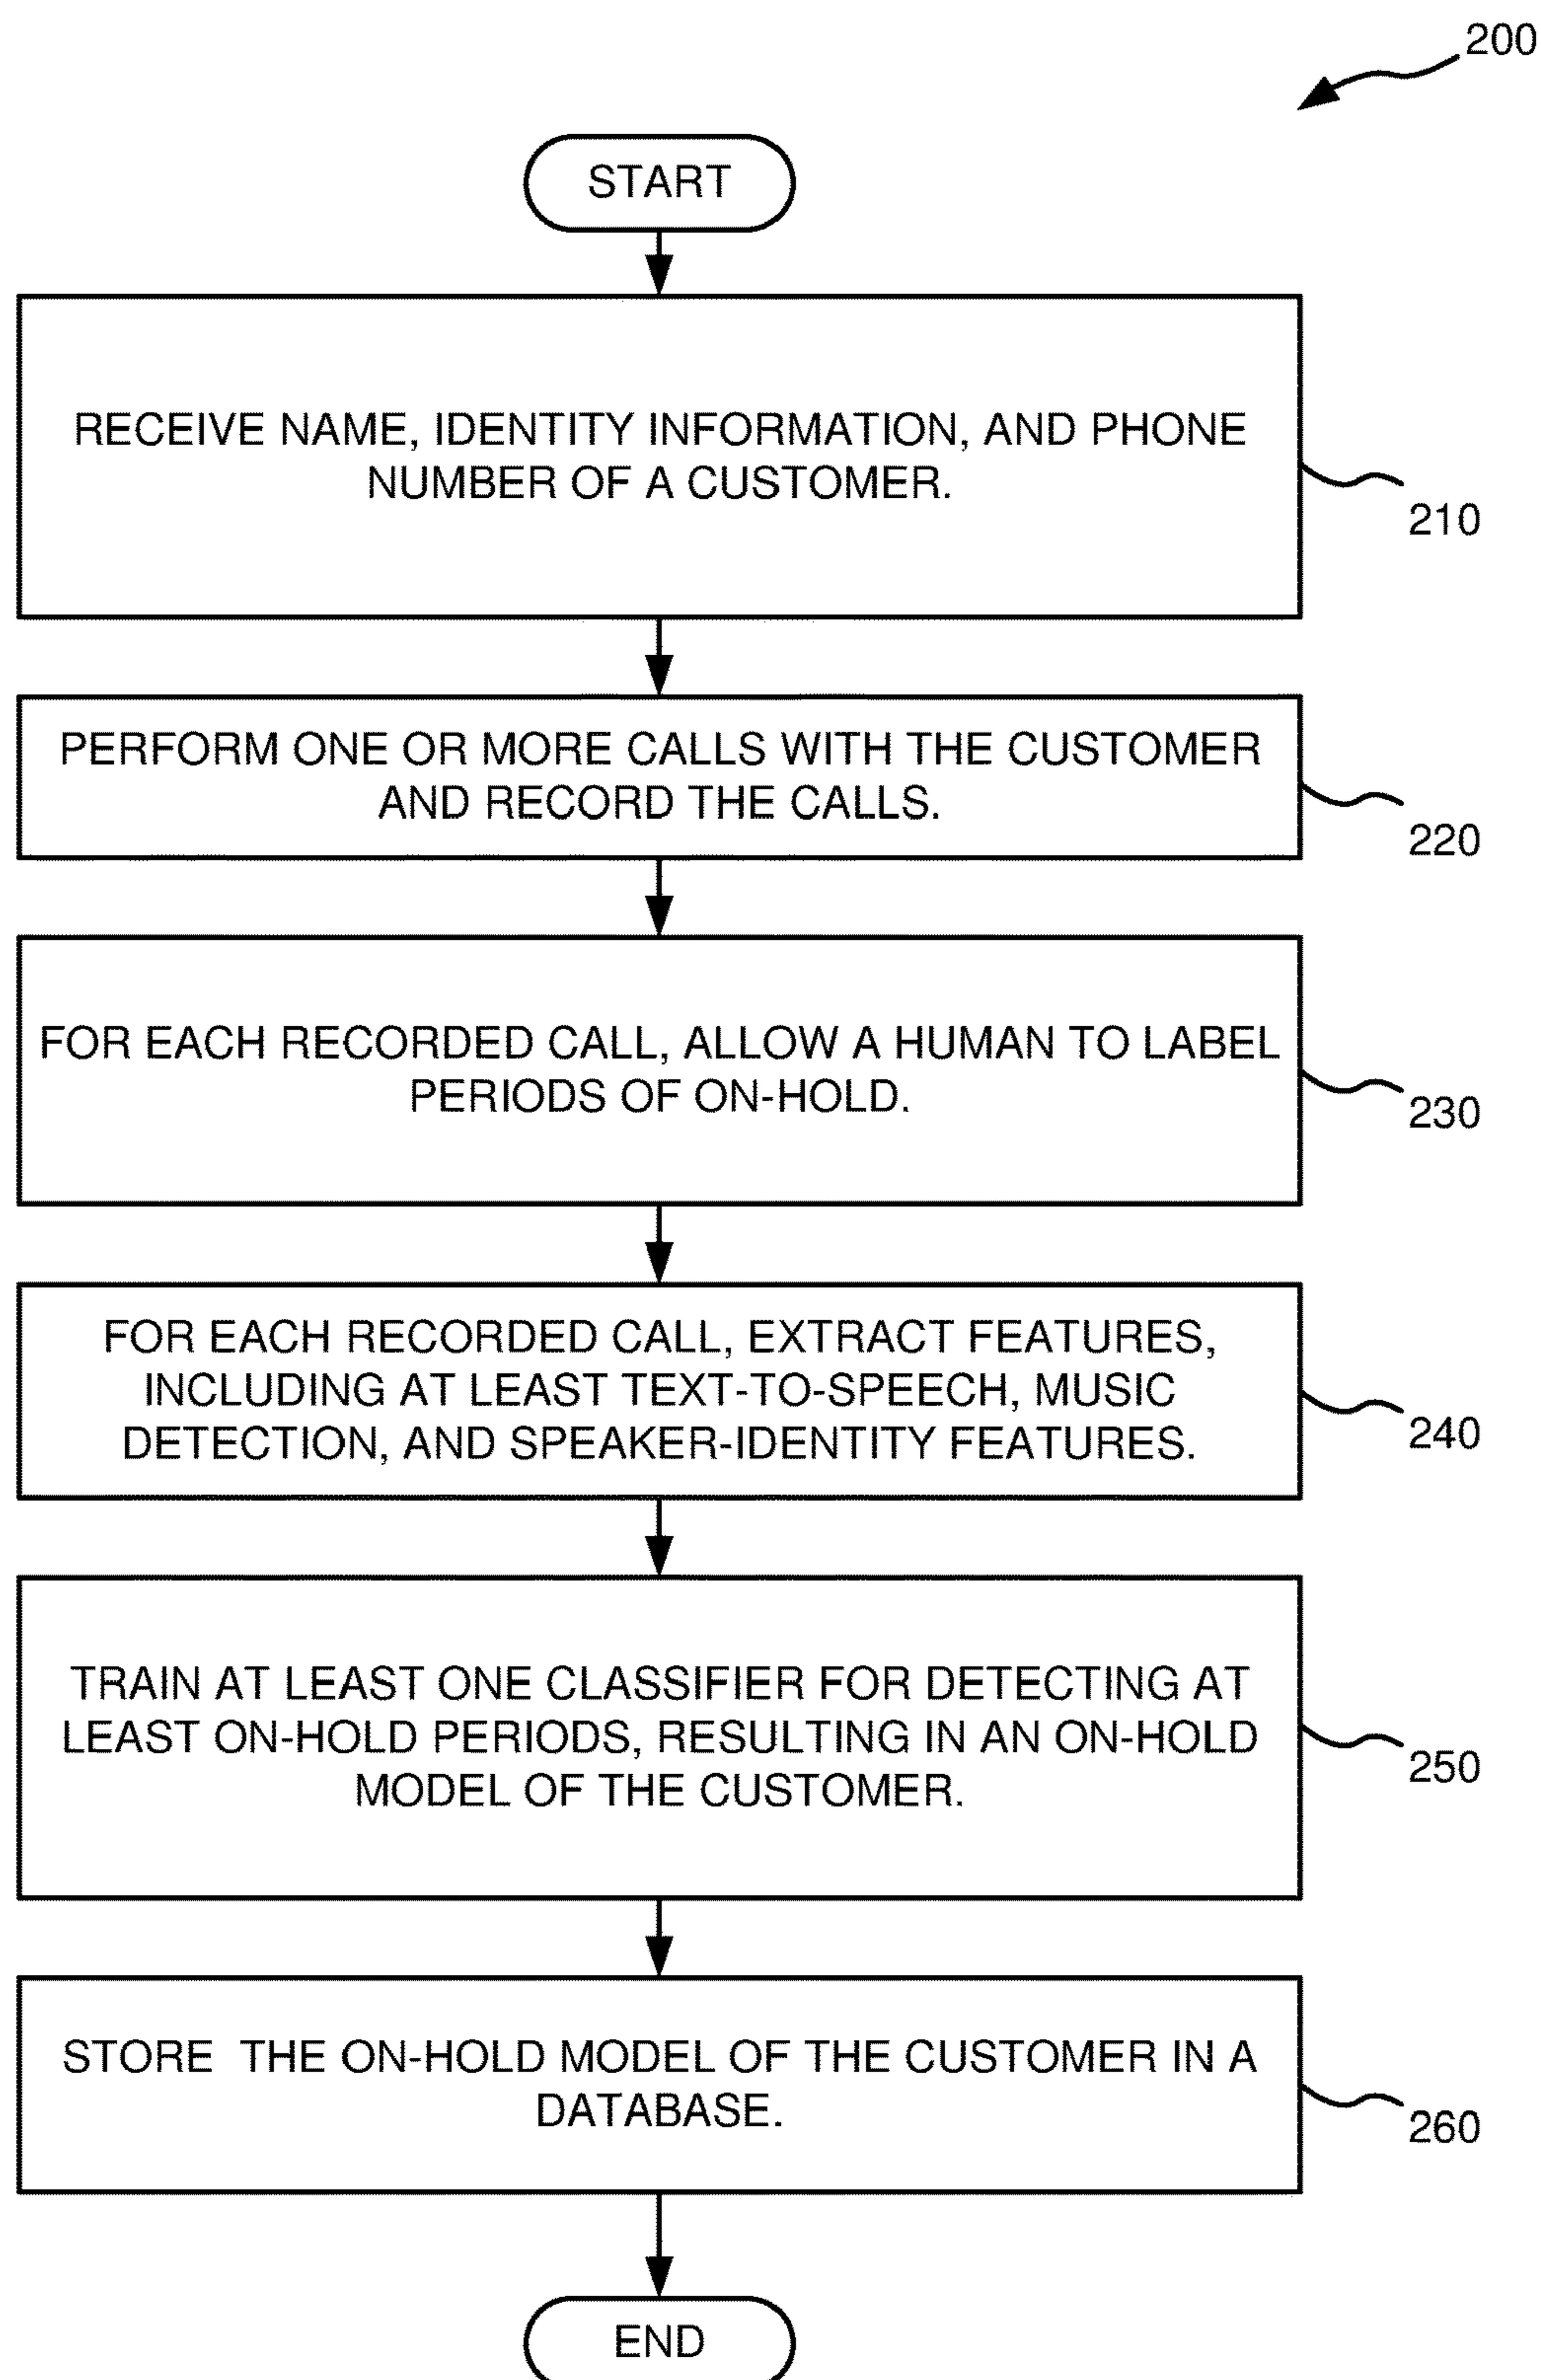 200
START
RECEIVE NAME, IDENTITY INFORMATION, AND PHONE
NUMBER OF A CUSTOMER.
210
PERFORM ONE OR MORE CALLS WITH THE CUSTOMER
AND RECORD THE CALLS.
220
FOR EACH RECORDED CALL, ALLOW A HUMAN TO LABEL
PERIODS OF ON-HOLD.
230
FOR EACH RECORDED CALL, EXTRACT FEATURES,
INCLUDING AT LEAST TEXT-TO-SPEECH, MUSIC
DETECTION, AND SPEAKER-IDENTITY FEATURES.
240
TRAIN AT LEAST ONE CLASSIFIER FOR DETECTING AT
LEAST ON-HOLD PERIODS, RESULTING IN AN ON-HOLD
MODEL OF THE CUSTOMER.
250
STORE  THE ON-HOLD MODEL OF THE CUSTOMER IN A
DATABASE.
260
END